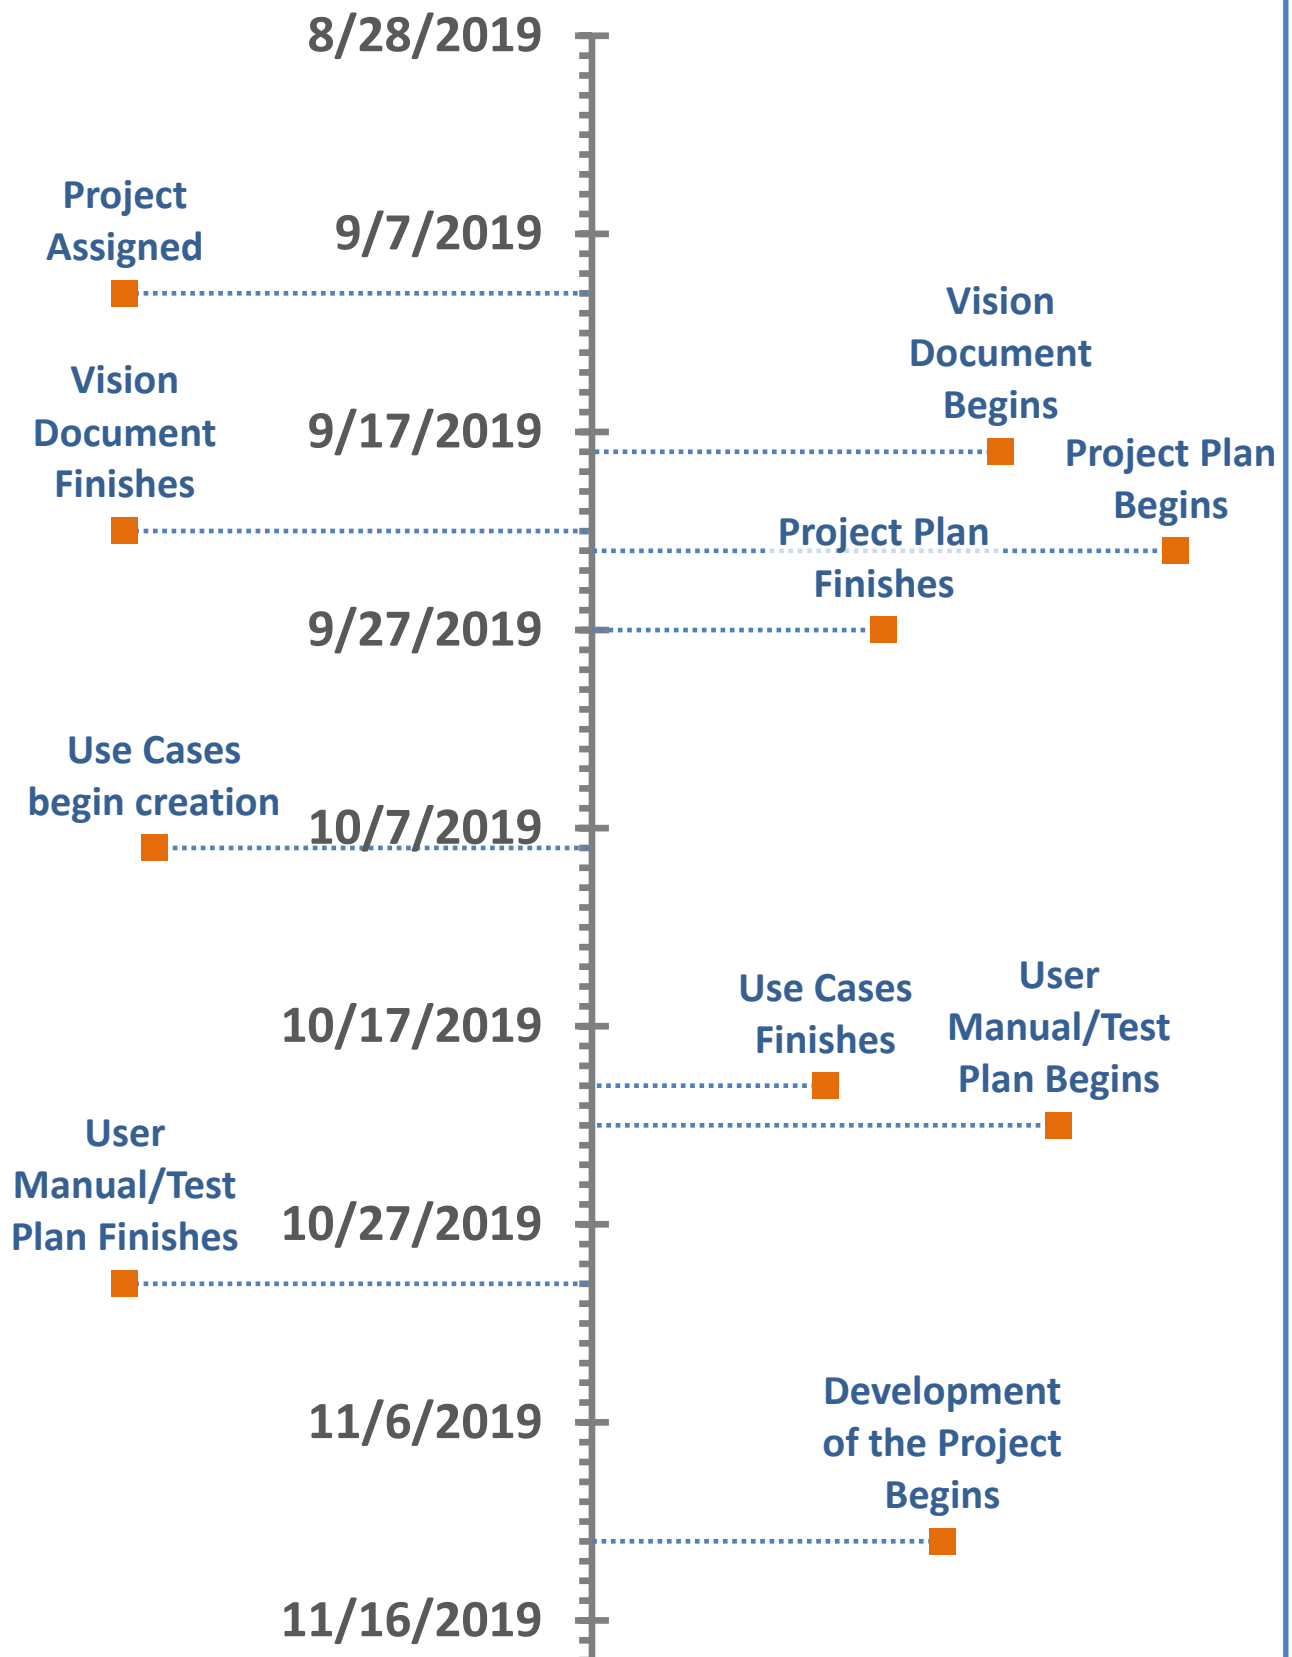 8/28/2019
Project
Assigned
9/7/2019
Vision
Document
Begins
Vision
Document
Finishes
9/17/2019
Project Plan
Begins
Project Plan
Finishes
9/27/2019
Use Cases
begin creation
10/7/2019
Use Cases
Finishes
User
Manual/Test
Plan Begins
10/17/2019
User
Manual/Test
Plan Finishes
10/27/2019
Development
of the Project
Begins
11/6/2019
11/16/2019